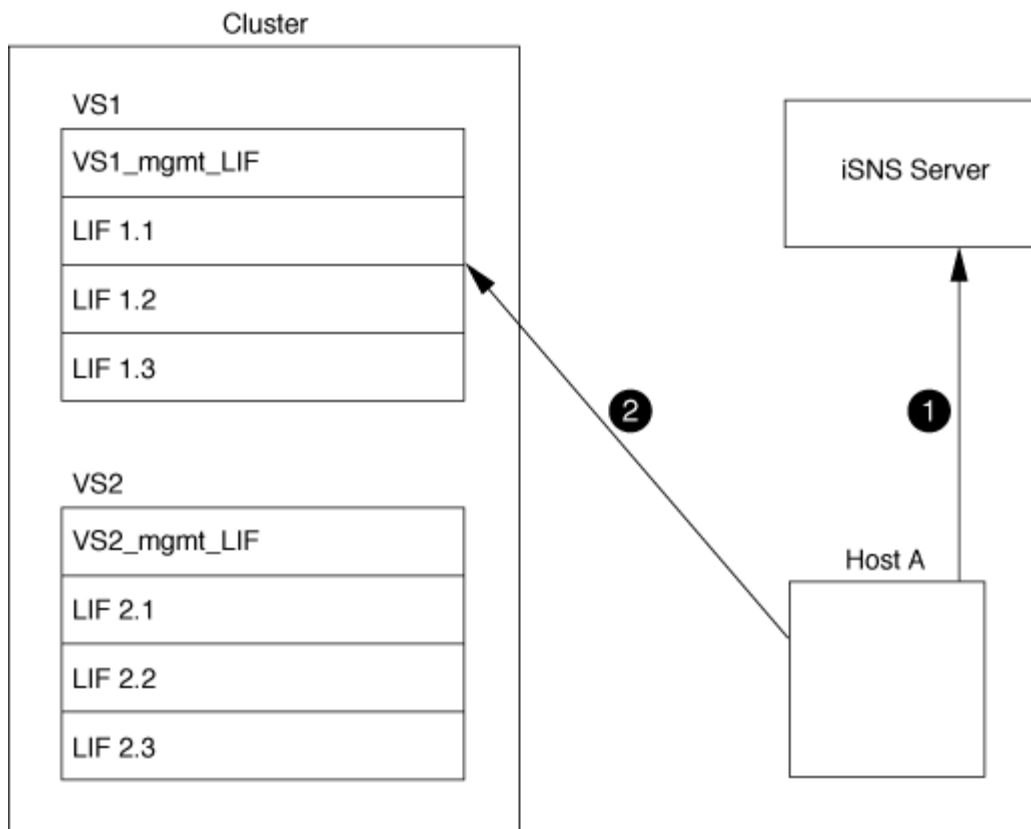 Cluster
VS1
VS1_mgmt_LIF
LIF 1.1
LIF 1.2
LIF 1.3
VS2
VS2_mgmt_LIF
LIF 2.1
LIF 2.2
LIF 2.3
iSNS Server
2
1
Host A